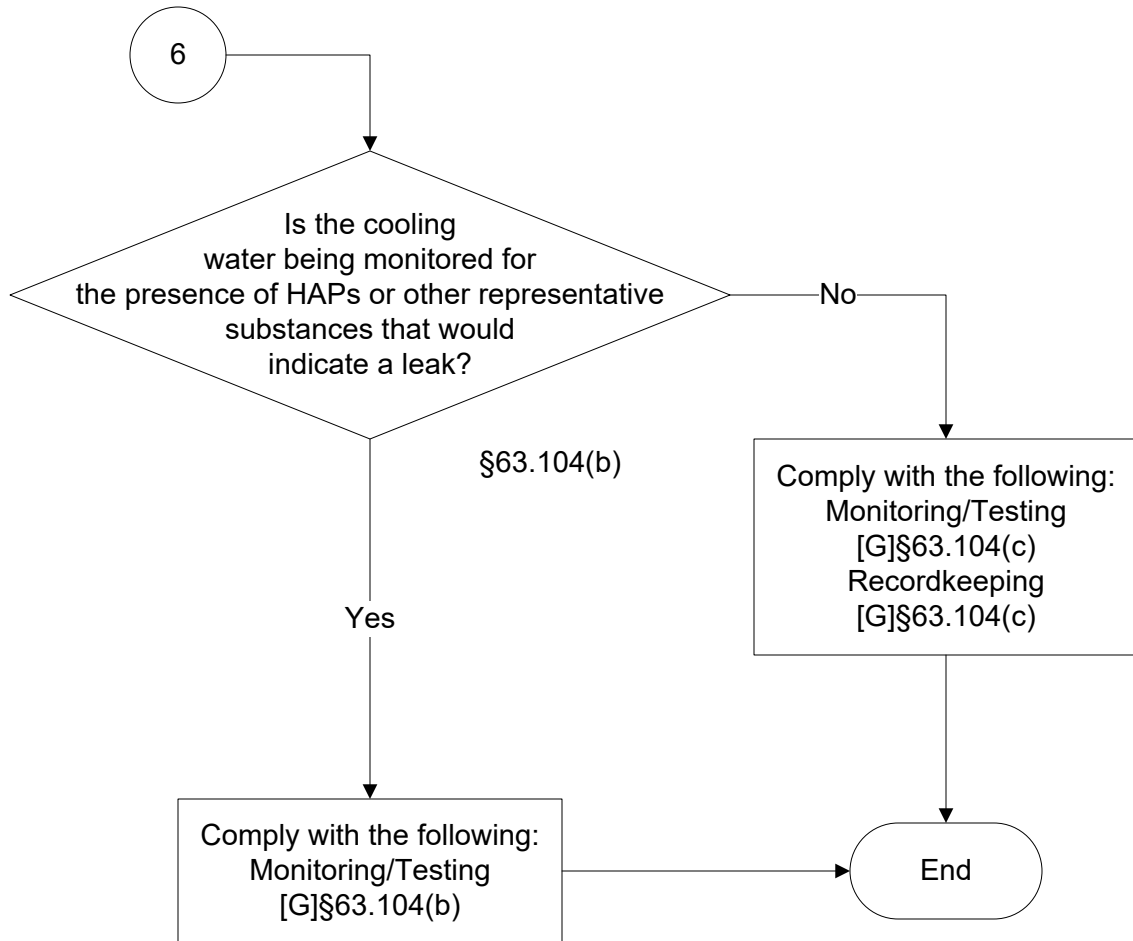 6
Is the cooling
water being monitored for
the presence of HAPs or other representative
substances that would
indicate a leak?
No
§63.104(b)
Comply with the following:
Monitoring/Testing
[G]§63.104(c)
Recordkeeping
[G]§63.104(c)
Yes
Comply with the following:
Monitoring/Testing
[G]§63.104(b)
End